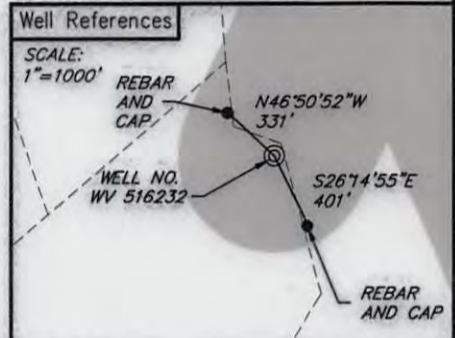 Well References
SCALE:
1"=1000'
REBAR
AND
CAP
N46°50'52"W
331'
WELL NO.
WV 516232
S26°14'55"E
401'
REBAR
AND CAP